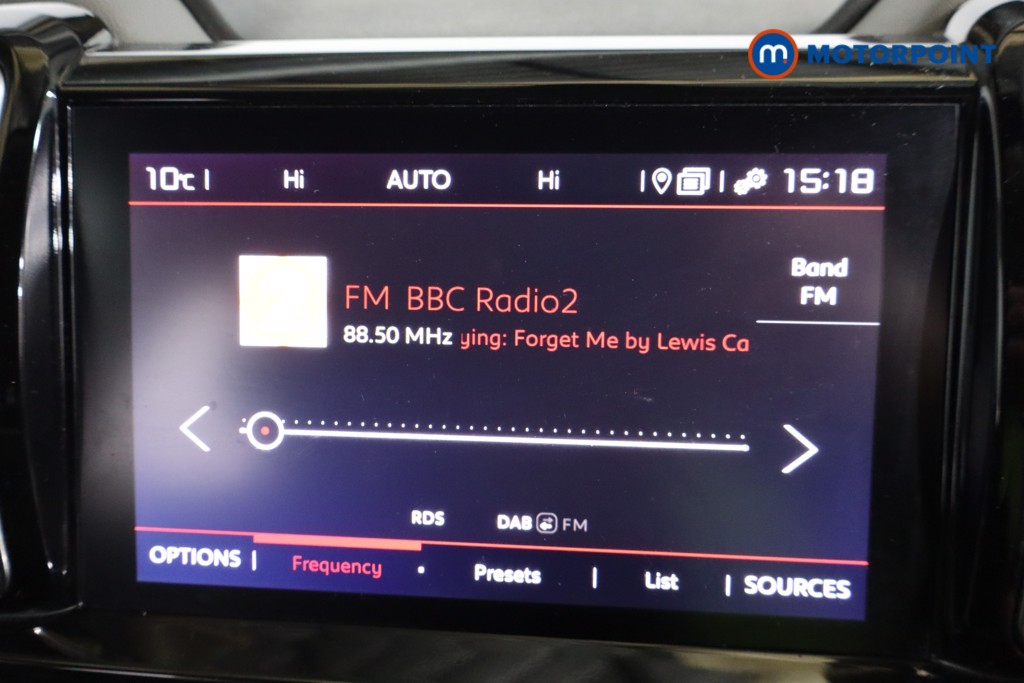 m MOTORPOINT
10°C Hi AUTO Hi 15:18
Band
FM
FM BBC Radio2
88.50 MHz ying: Forget Me by Lewis Ca
RDS DAB FM
OPTIONS Frequency Presets List SOURCES